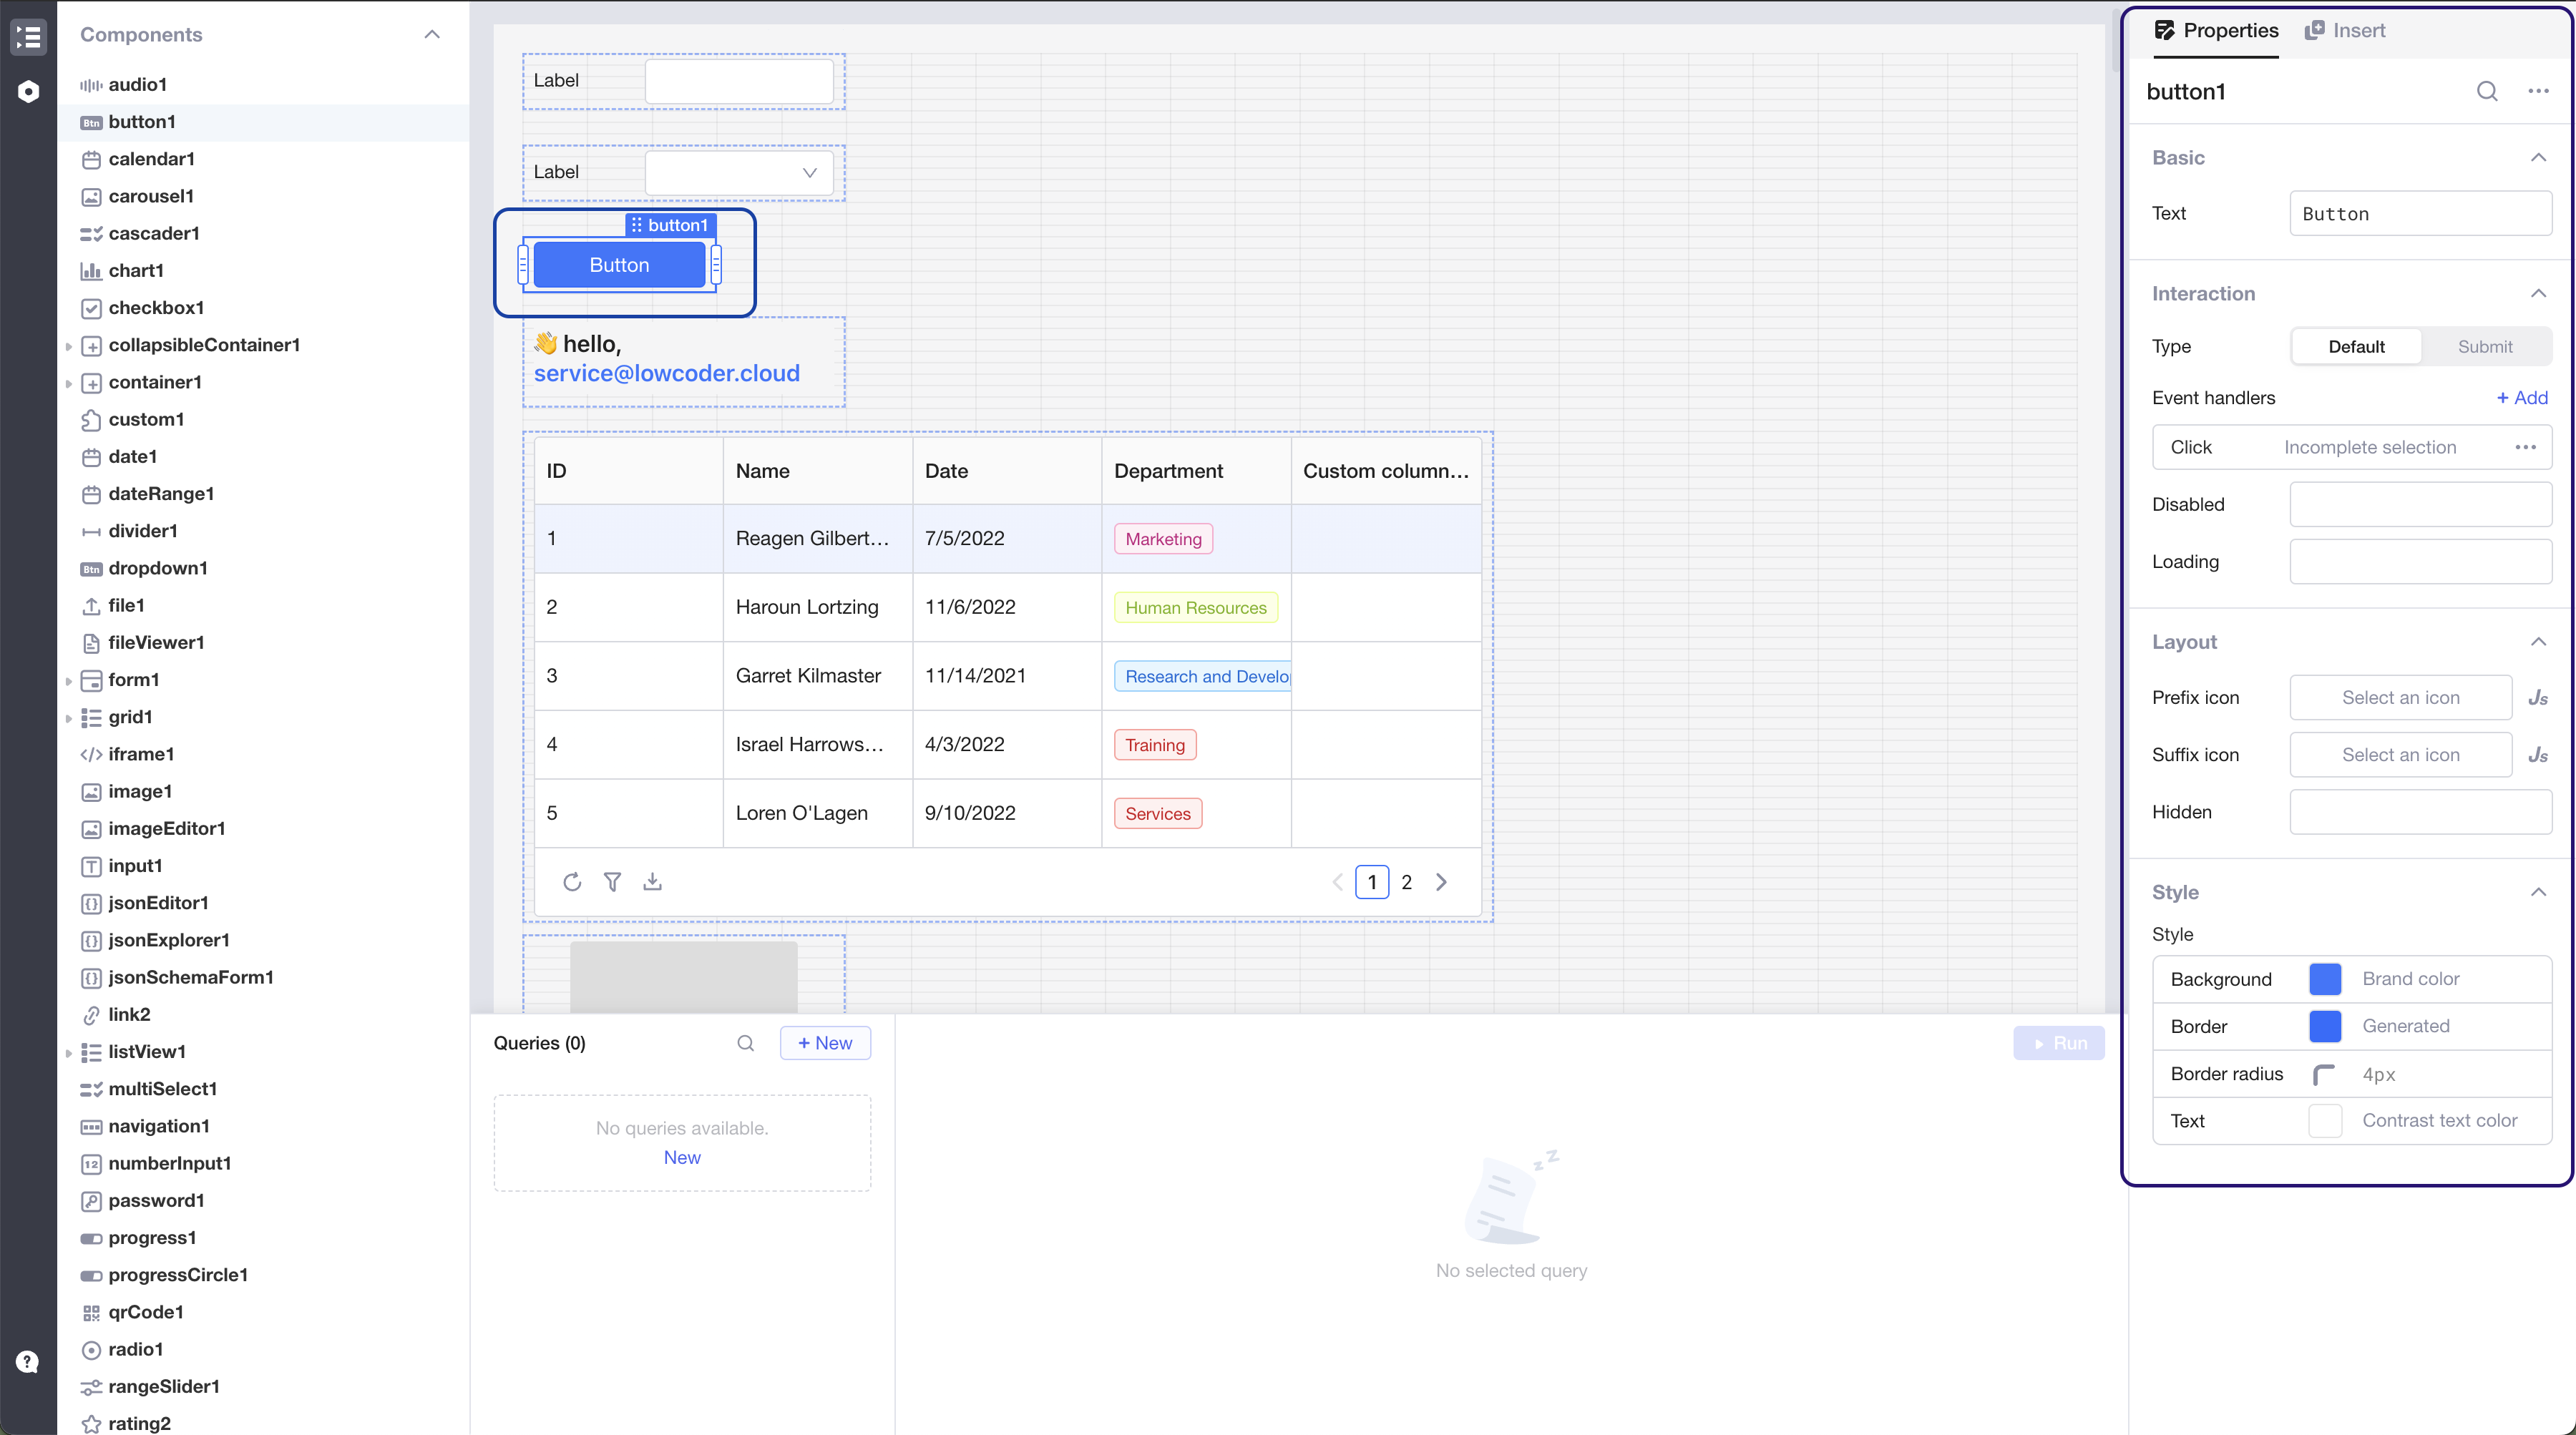 Components
audio1
Btn button1
calendar1
carousel1
cascader1
chart1
checkbox1
collapsibleContainer1
container1
custom1
date1
dateRange1
divider1
Btn dropdown1
file1
fileViewer1
form1
grid1
iframe1
image1
imageEditor1
input1
jsonEditor1
jsonExplorer1
jsonSchemaForm1
link2
listView1
multiSelect1
navigation1
12 numberInput1
password1
progress1
progressCircle1
qrCode1
radio1
rangeSlider1
rating2
Label
Label
button1
Button
👋 hello,
service@lowcoder.cloud
ID Name Date Department Custom column...
1 Reagen Gilbert... 7/5/2022 Marketing
2 Haroun Lortzing 11/6/2022 Human Resources
3 Garret Kilmaster 11/14/2021 Research and Develop
4 Israel Harrows... 4/3/2022 Training
5 Loren O'Lagen 9/10/2022 Services
1 2
Queries (0)
+ New
No queries available.
New
Run
z z
No selected query
Properties Insert
button1
Basic
Text Button
Interaction
Type Default Submit
Event handlers + Add
Click Incomplete selection
Disabled
Loading
Layout
Prefix icon Select an icon Js
Suffix icon Select an icon Js
Hidden
Style
Style
Background Brand color
Border Generated
Border radius 4px
Text Contrast text color